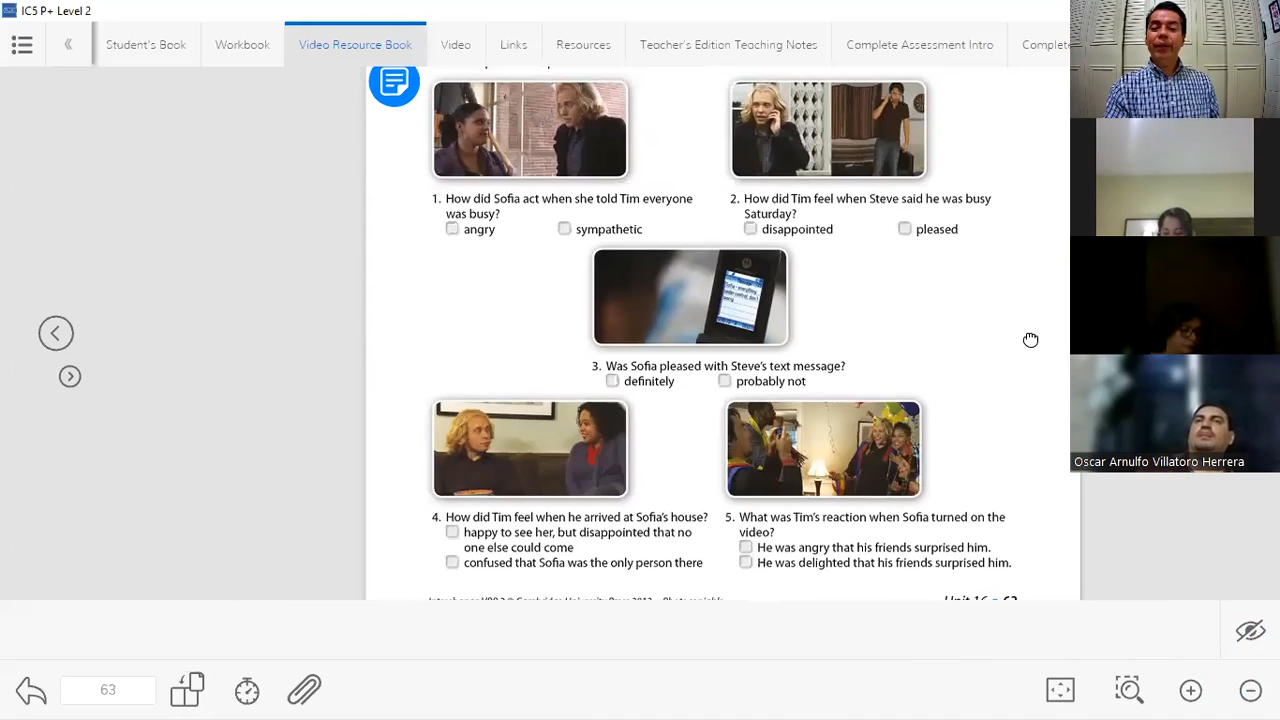 IC5 P+ Level 2
Student's Book
Workbook
Video Resource Book
Video
Links
Resources
Teacher's Edition Teaching Notes
Complete Assessment Intro
Complete
1. How did Sofia act when she told Tim everyone
was busy?
angry
sympathetic
2. How did Tim feel when Steve said he was busy
Saturday?
disappointed
pleased
3. Was Sofia pleased with Steve's text message?
definitely
probably not
4. How did Tim feel when he arrived at Sofia's house?
happy to see her, but disappointed that no
one else could come
confused that Sofia was the only person there
5. What was Tim's reaction when Sofia turned on the
video?
He was angry that his friends surprised him.
He was delighted that his friends surprised him.
Oscar Arnulfo Villatoro Herrera
63